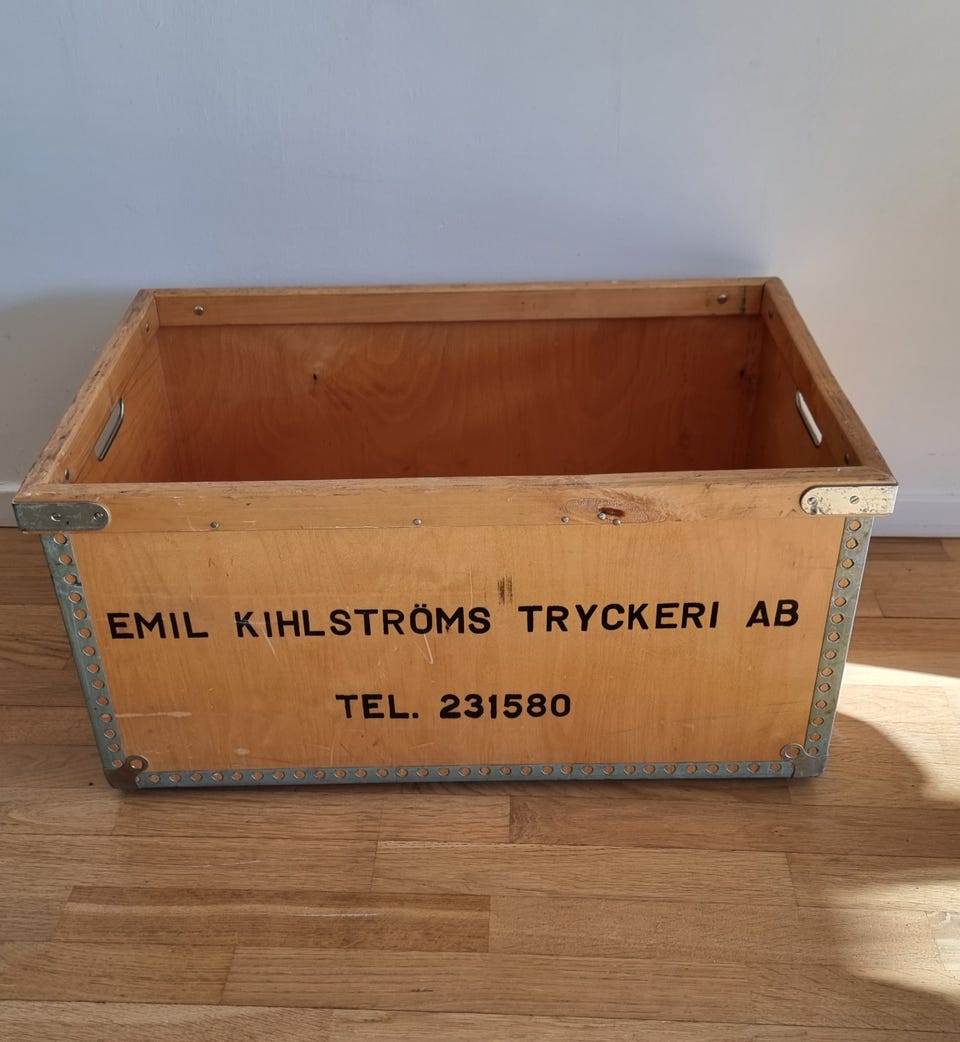 EMIL KIHLSTRÖMS TRYCKERI AB
TEL. 231580